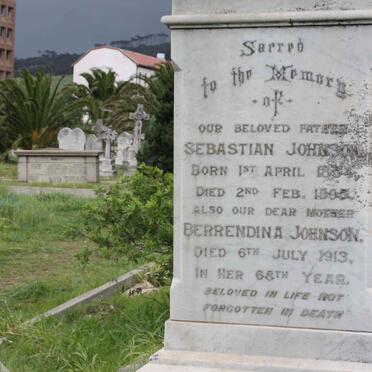 Sacred
to the Memory
of
OUR BELOVED FATHER
SEBASTIAN JOHNSON
BORN 1ST APRIL
DIED 2ND FEB.
ALSO OUR DEAR MOTHER
BERRENDINA JOHNSON.
DIED 6TH JULY 1913,
IN HER 68TH YEAR.
BELOVED IN LIFE NOT
FORGOTTEN IN DEATH